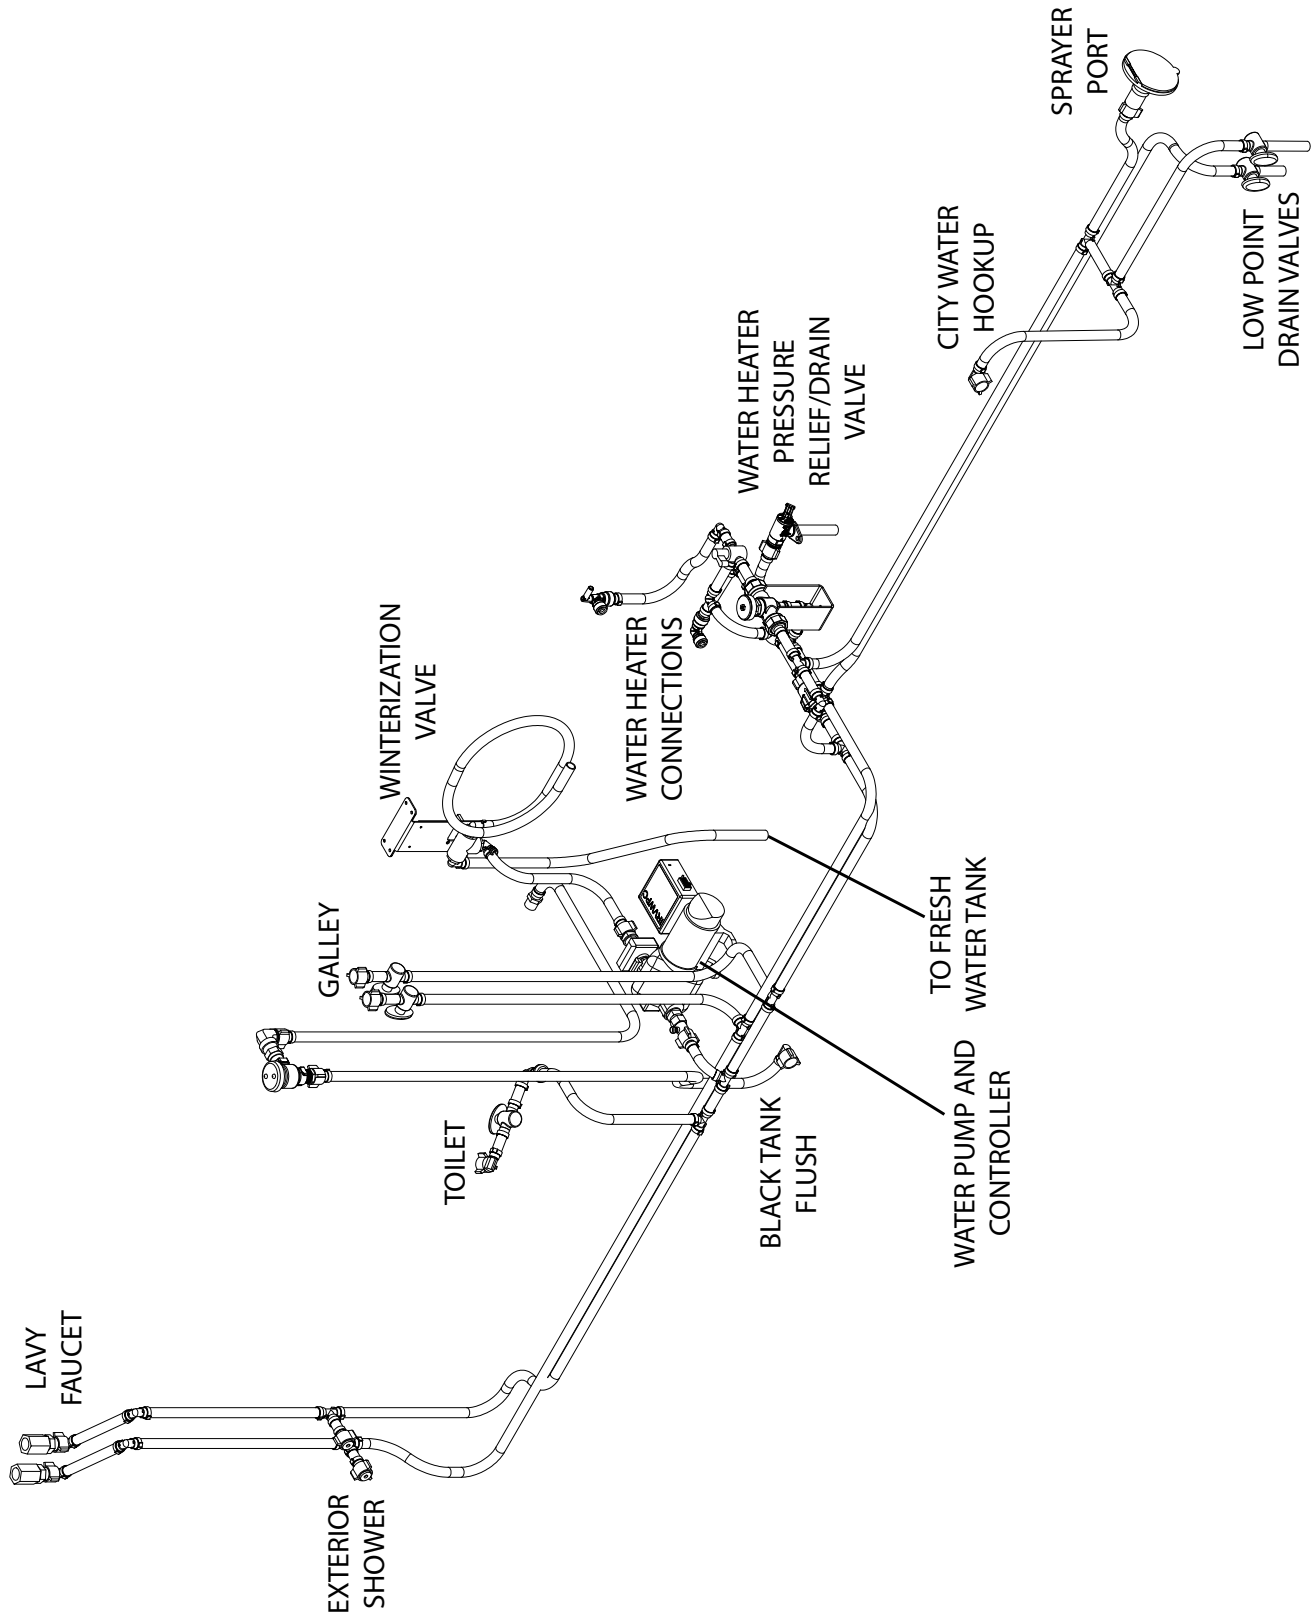 LAVY
FAUCET
EXTERIOR
SHOWER
TOILET
GALLEY
WINTERIZATION
VALVE
BLACK TANK
FLUSH
WATER PUMP AND
CONTROLLER
TO FRESH
WATER TANK
WATER HEATER
CONNECTIONS
WATER HEATER
PRESSURE
RELIEF/DRAIN
VALVE
CITY WATER
HOOKUP
SPRAYER
PORT
LOW POINT
DRAIN VALVES